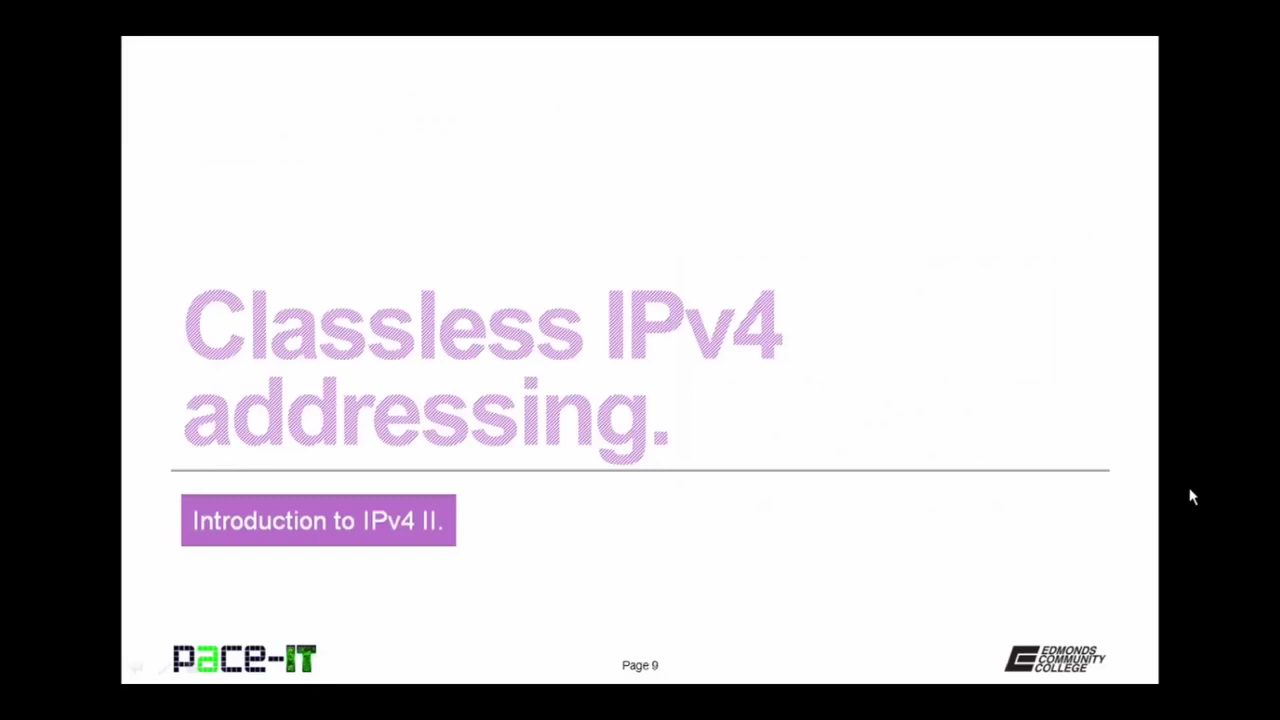 Classless IPv4
addressing.
Introduction to IPv4 II.
pace-IT
Page 9
EDMONDS
COMMUNITY
COLLEGE